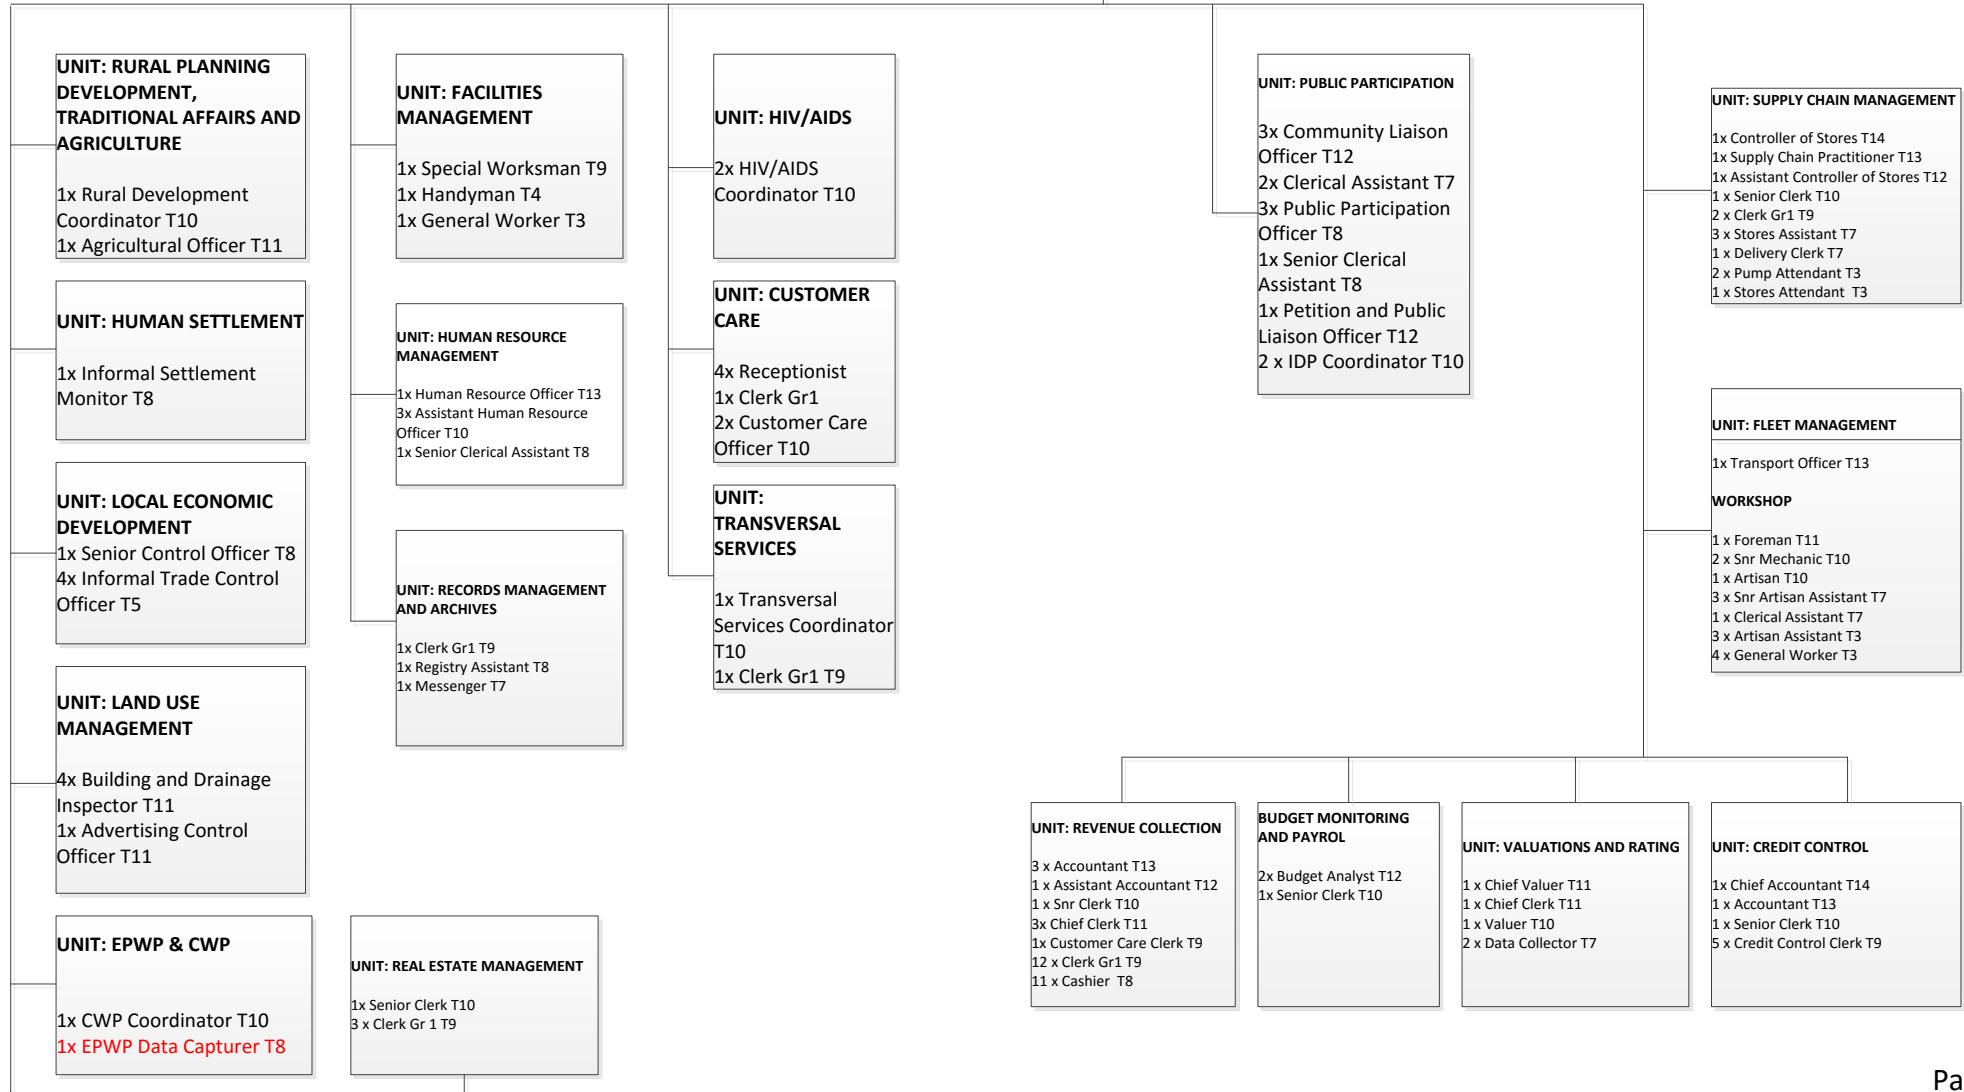 UNIT: RURAL PLANNING
DEVELOPMENT,
TRADITIONAL AFFAIRS AND
AGRICULTURE
1x Rural Development
Coordinator T10
1x Agricultural Officer T11
UNIT: HUMAN SETTLEMENT
1x Informal Settlement
Monitor T8
UNIT: LOCAL ECONOMIC
DEVELOPMENT
1x Senior Control Officer T8
4x Informal Trade Control
Officer T5
UNIT: LAND USE
MANAGEMENT
4x Building and Drainage
Inspector T11
1x Advertising Control
Officer T11
UNIT: EPWP & CWP
1x CWP Coordinator T10
1x EPWP Data Capturer T8
UNIT: FACILITIES
MANAGEMENT
1x Special Worksman T9
1x Handyman T4
1x General Worker T3
UNIT: HUMAN RESOURCE
MANAGEMENT
1x Human Resource Officer T13
3x Assistant Human Resource
Officer T10
1x Senior Clerical Assistant T8
UNIT: RECORDS MANAGEMENT
AND ARCHIVES
1x Clerk Gr1 T9
1x Registry Assistant T8
1x Messenger T7
UNIT: REAL ESTATE MANAGEMENT
1x Senior Clerk T10
3 x Clerk Gr 1 T9
UNIT: HIV/AIDS
2x HIV/AIDS
Coordinator T10
UNIT: CUSTOMER
CARE
4x Receptionist
1x Clerk Gr1
2x Customer Care
Officer T10
UNIT:
TRANSVERSAL
SERVICES
1x Transversal
Services Coordinator
T10
1x Clerk Gr1 T9
UNIT: PUBLIC PARTICIPATION
3x Community Liaison
Officer T12
2x Clerical Assistant T7
3x Public Participation
Officer T8
1x Senior Clerical
Assistant T8
1x Petition and Public
Liaison Officer T12
2 x IDP Coordinator T10
UNIT: SUPPLY CHAIN MANAGEMENT
1x Controller of Stores T14
1x Supply Chain Practitioner T13
1x Assistant Controller of Stores T12
1 x Senior Clerk T10
2 x Clerk Gr1 T9
3 x Stores Assistant T7
1 x Delivery Clerk T7
2 x Pump Attendant T3
1 x Stores Attendant T3
UNIT: FLEET MANAGEMENT
1x Transport Officer T13
WORKSHOP
1 x Foreman T11
2 x Snr Mechanic T10
1 x Artisan T10
3 x Snr Artisan Assistant T7
1 x Clerical Assistant T7
3 x Artisan Assistant T3
4 x General Worker T3
UNIT: REVENUE COLLECTION
3 x Accountant T13
1 x Assistant Accountant T12
1 x Snr Clerk T10
3x Chief Clerk T11
1x Customer Care Clerk T9
12 x Clerk Gr1 T9
11 x Cashier T8
BUDGET MONITORING
AND PAYROL
2x Budget Analyst T12
1x Senior Clerk T10
UNIT: VALUATIONS AND RATING
1 x Chief Valuer T11
1 x Chief Clerk T11
1 x Valuer T10
2 x Data Collector T7
UNIT: CREDIT CONTROL
1x Chief Accountant T14
1 x Accountant T13
1 x Senior Clerk T10
5 x Credit Control Clerk T9
Pa